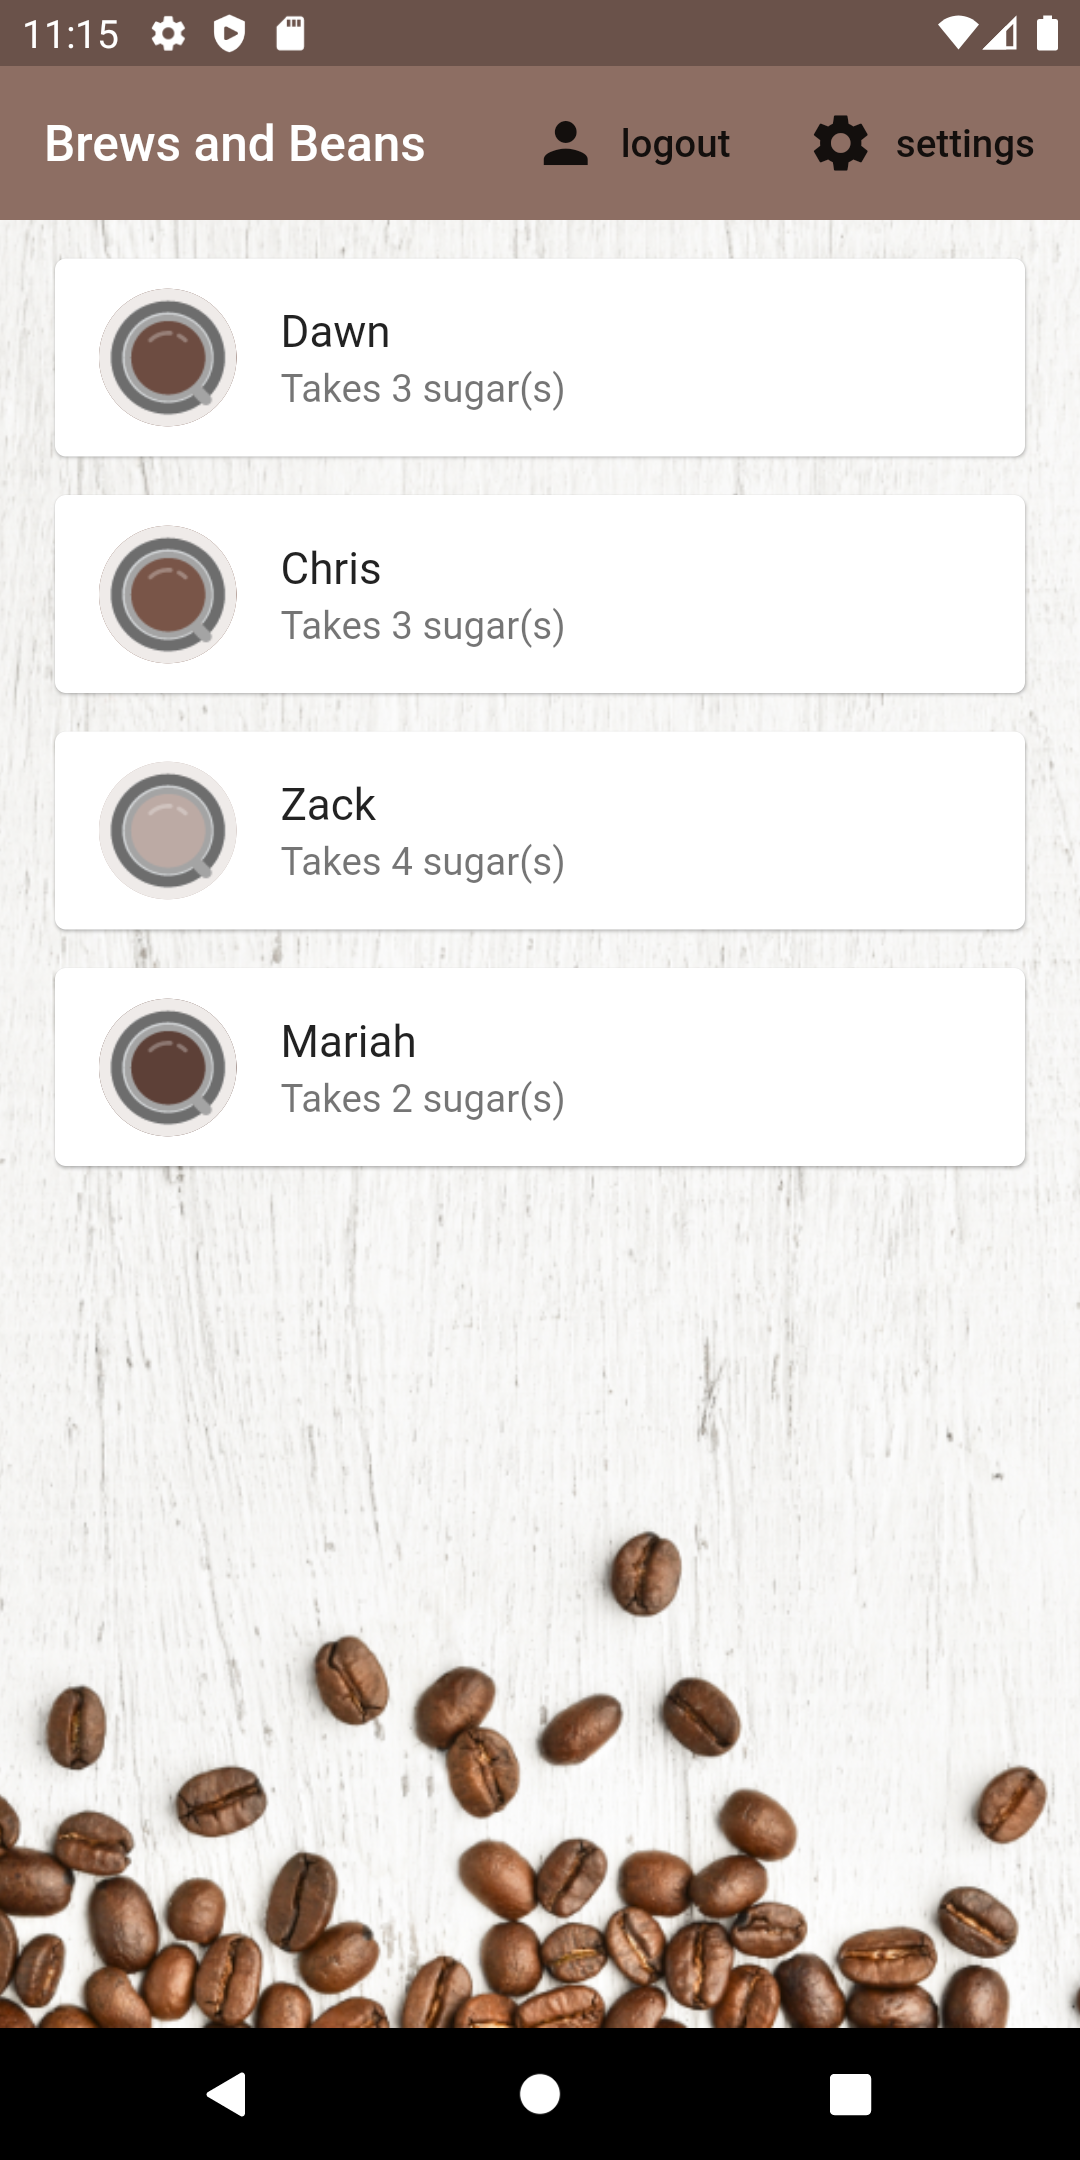 11:15
Brews and Beans logout settings
Dawn
Takes 3 sugar(s)
Chris
Takes 3 sugar(s)
Zack
Takes 4 sugar(s)
Mariah
Takes 2 sugar(s)